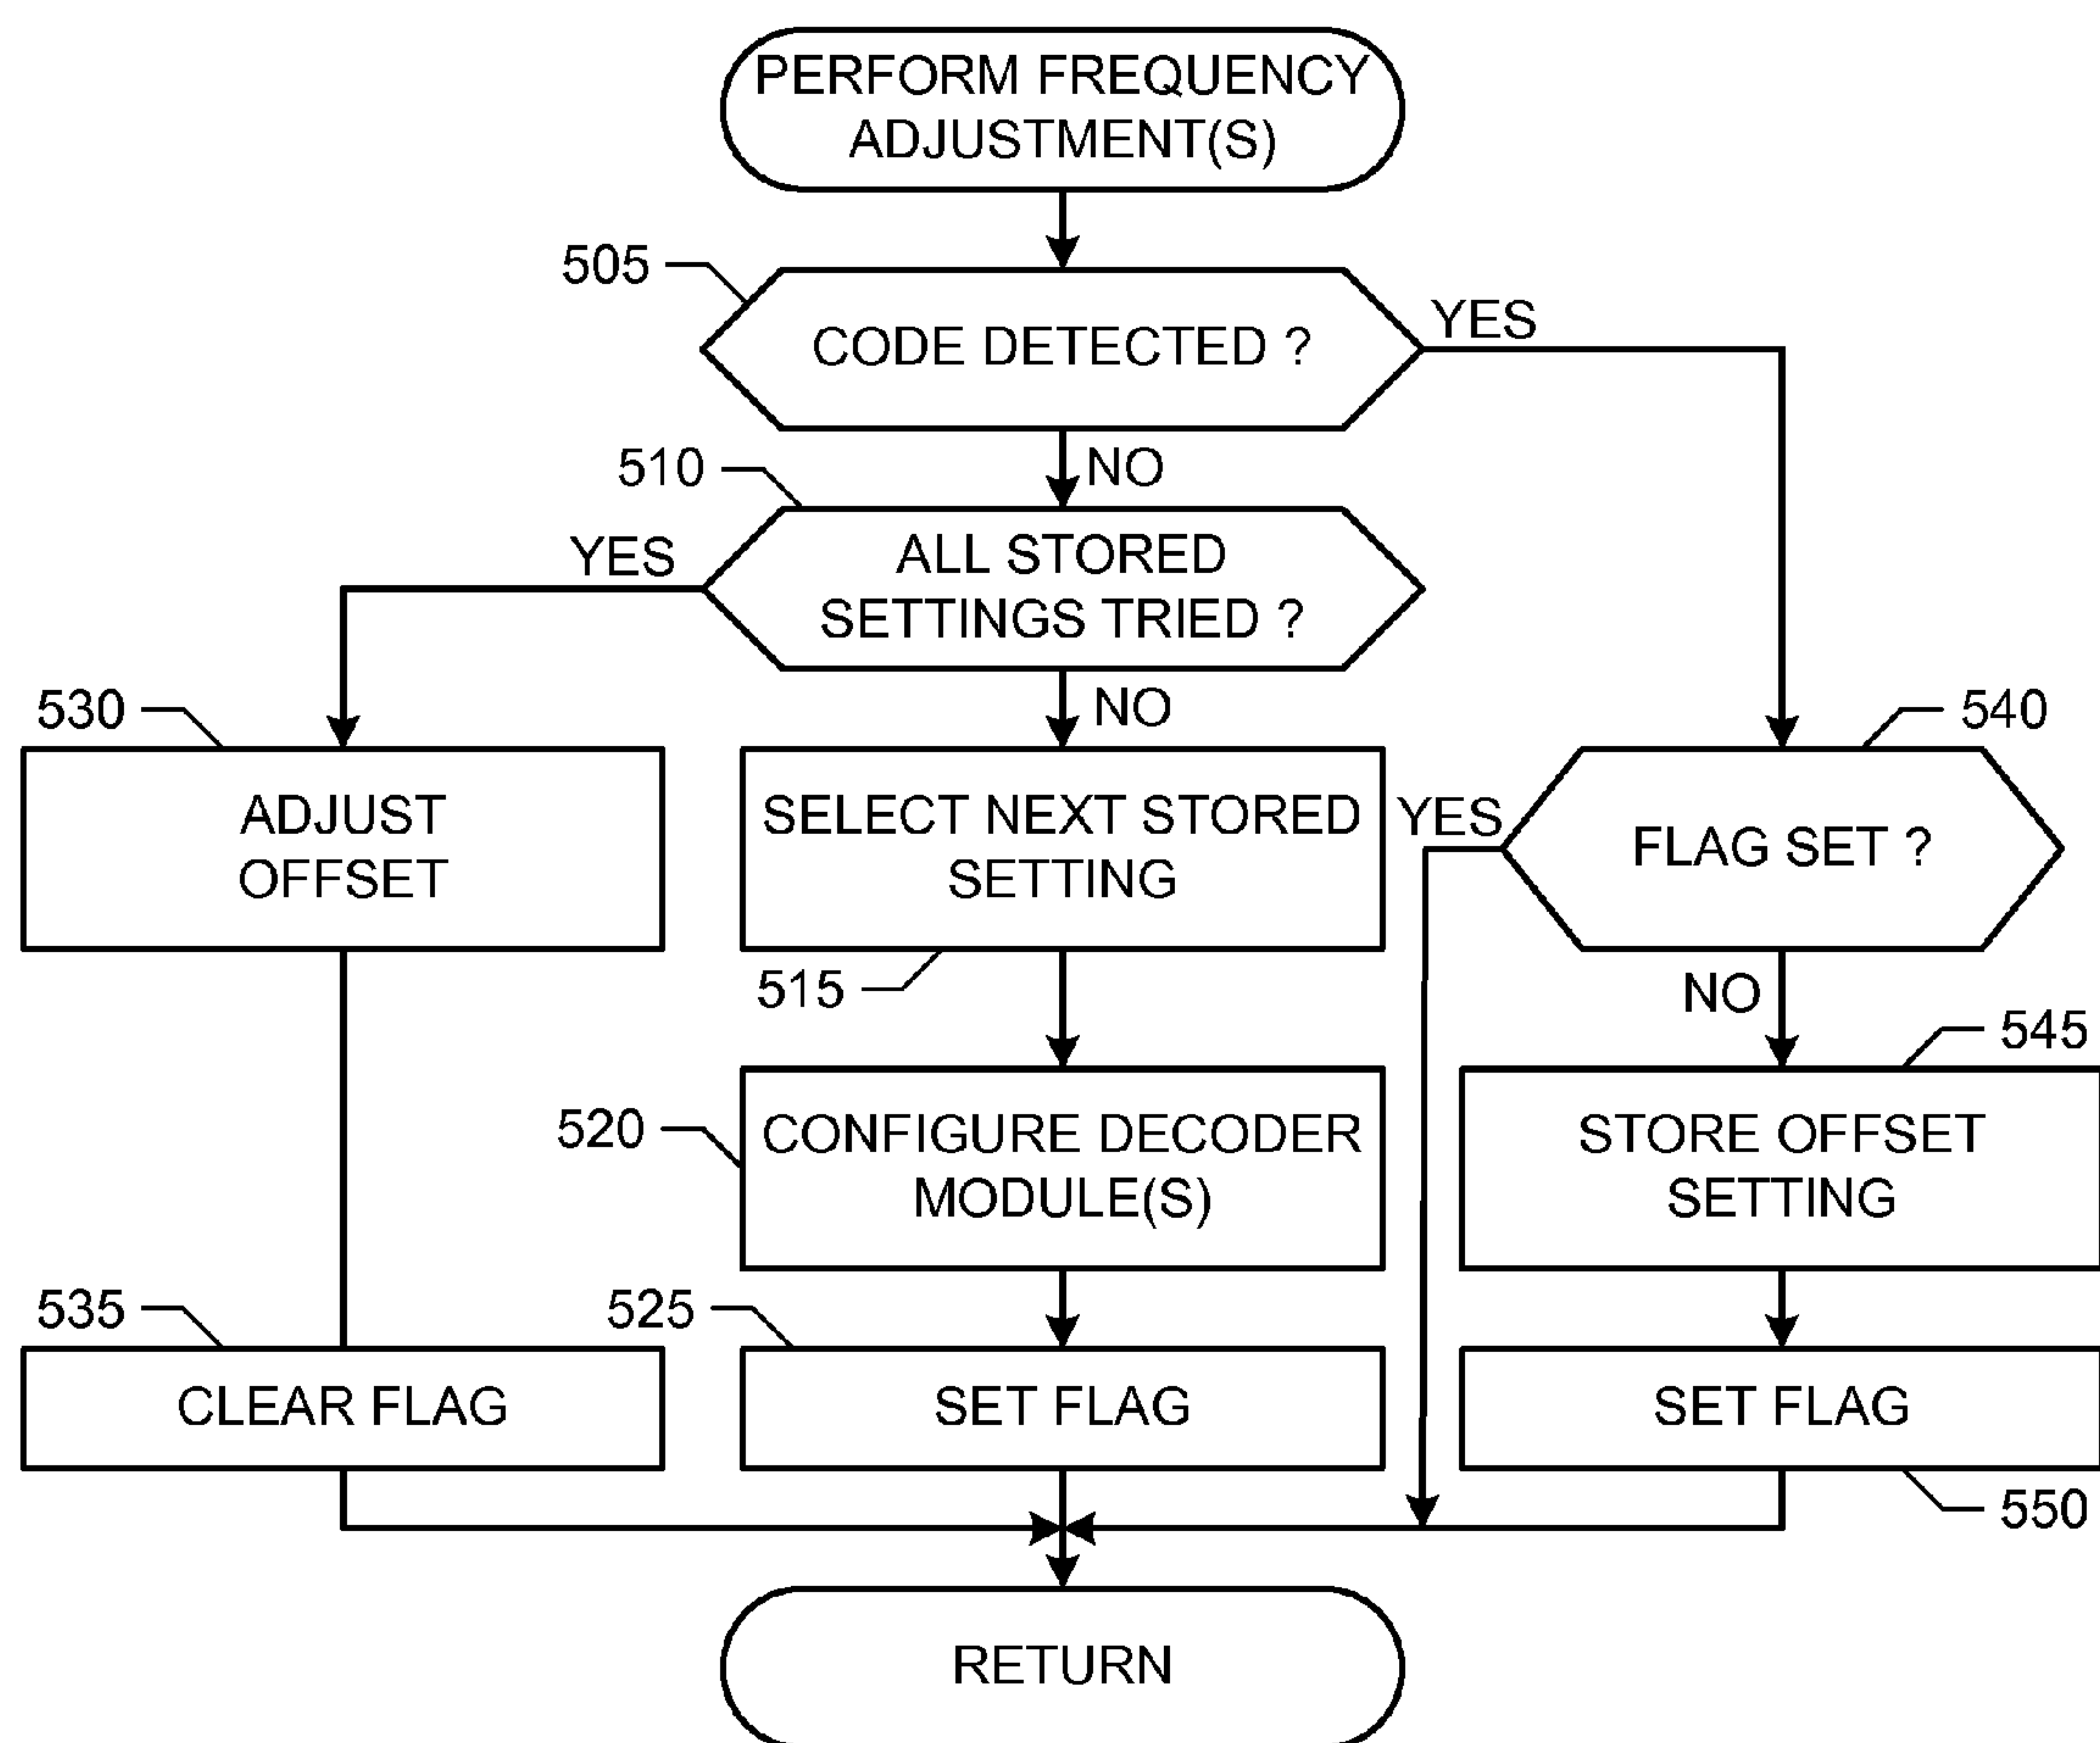 PERFORM FREQUENCY
ADJUSTMENT(S)
505
CODE DETECTED ?
YES
NO
510
ALL STORED
SETTINGS TRIED ?
YES
NO
530
ADJUST
OFFSET
SELECT NEXT STORED
SETTING
515
540
YES
FLAG SET ?
NO
545
520
CONFIGURE DECODER
MODULE(S)
STORE OFFSET
SETTING
535
CLEAR FLAG
525
SET FLAG
SET FLAG
550
RETURN